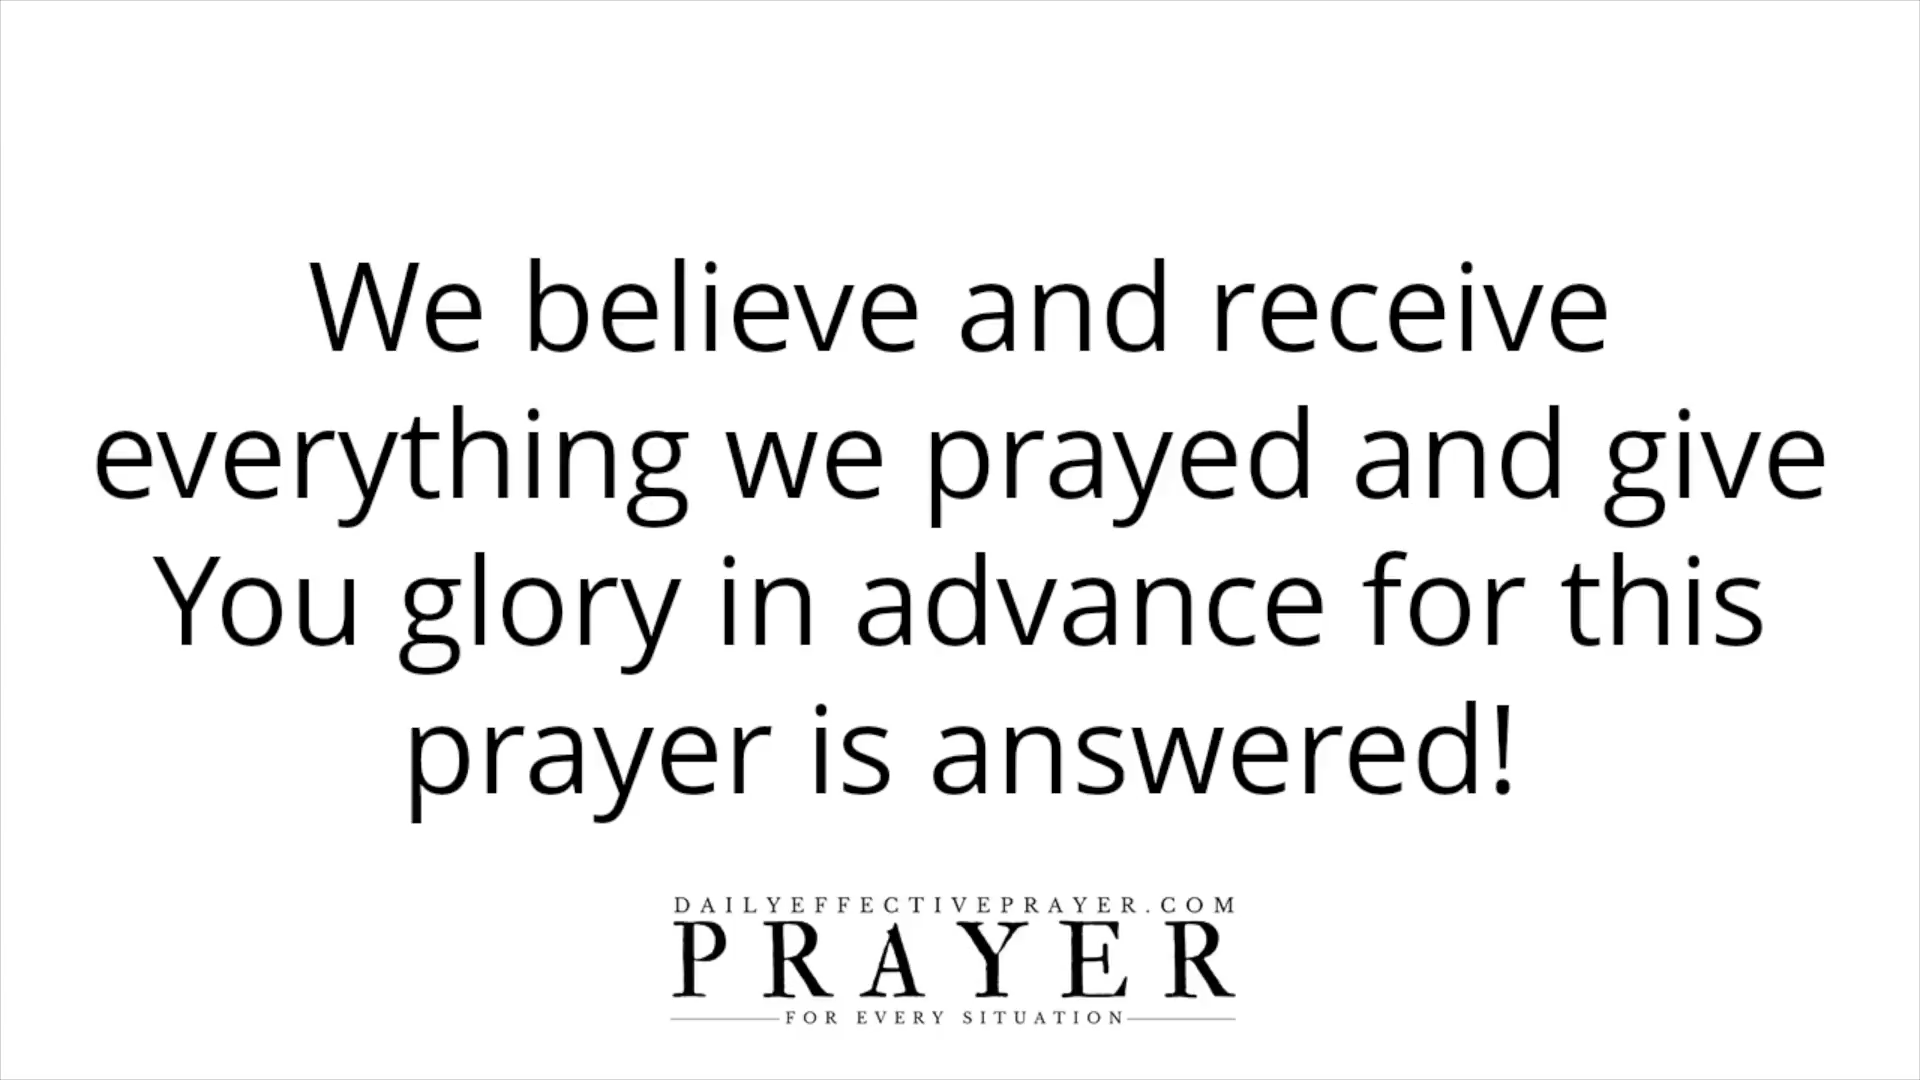 We believe and receive
everything we prayed and give
You glory in advance for this
prayer is answered!
DAILYEFFECTIVEPRAYER.COM
PRAYER
FOR EVERY SITUATION